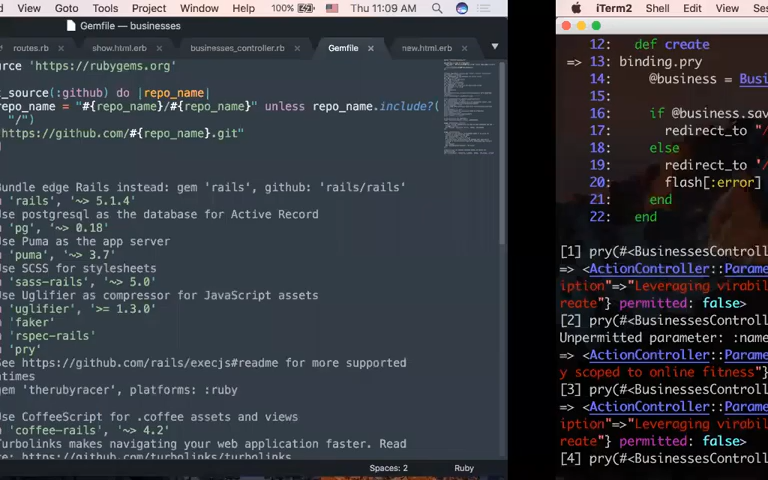 View Goto Tools Project Window Help 100% Thu 11:09 AM
Gemfile — businesses
routes.rb × show.html.erb × businesses_controller.rb × Gemfile × new.html.erb ×
urce 'https://rubygems.org'
_source(:github) do |repo_name|
repo_name = "#{repo_name}/#{repo_name}" unless repo_name.include?(
"/")
https://github.com/#{repo_name}.git"
Bundle edge Rails instead: gem 'rails', github: 'rails/rails'
'rails', '~> 5.1.4'
Use postgresql as the database for Active Record
'pg', '~> 0.18'
Use Puma as the app server
'puma', '~> 3.7'
Use SCSS for stylesheets
'sass-rails', '~> 5.0'
Use Uglifier as compressor for JavaScript assets
'uglifier', '>= 1.3.0'
'faker'
'rspec-rails'
'pry'
See https://github.com/rails/execjs#readme for more supported
ntimes
gem 'therubyracer', platforms: :ruby
Use CoffeeScript for .coffee assets and views
'coffee-rails', '~> 4.2'
Turbolinks makes navigating your web application faster. Read
re: https://github.com/turbolinks/turbolinks
Spaces: 2 Ruby
iTerm2 Shell Edit View Ses
12: def create
=> 13: binding.pry
14: @business = Busi
15:
16: if @business.sav
17: redirect_to "/
18: else
19: redirect_to '/
20: flash[:error]
21: end
22: end
[1] pry(#<BusinessesControll
=> <ActionController::Parame
iption"=>"Leveraging virabil
reate"} permitted: false>
[2] pry(#<BusinessesControll
Unpermitted parameter: :name
=> <ActionController::Parame
y scoped to online fitness"}
[3] pry(#<BusinessesControll
=> <ActionController::Parame
iption"=>"Leveraging virabil
reate"} permitted: false>
[4] pry(#<BusinessesControll